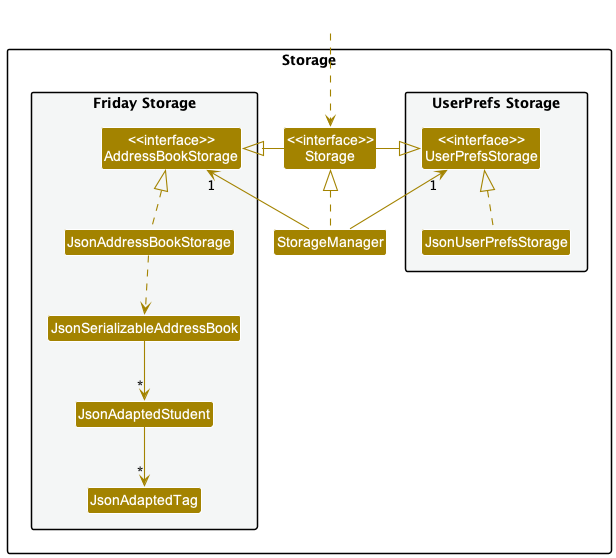 Storage
Friday Storage
UserPrefs Storage
<<interface>>
AddressBookStorage
<<interface>>
Storage
<<interface>>
UserPrefsStorage
1
1
JsonAddressBookStorage
StorageManager
JsonUserPrefsStorage
JsonSerializableAddressBook
*
JsonAdaptedStudent
*
JsonAdaptedTag